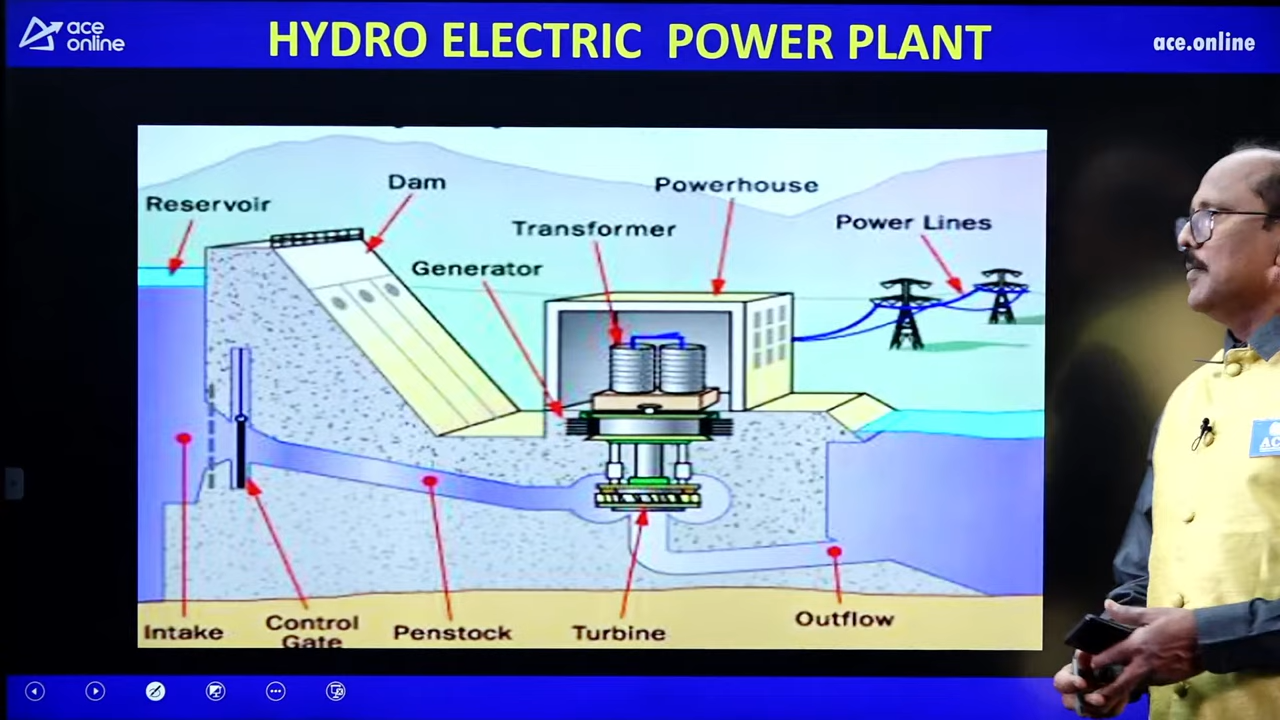 ace
online
HYDRO ELECTRIC POWER PLANT
ace.online
Dam
Powerhouse
Reservoir
Transformer
Power Lines
Generator
Intake
Control
Gate
Penstock
Turbine
Outflow